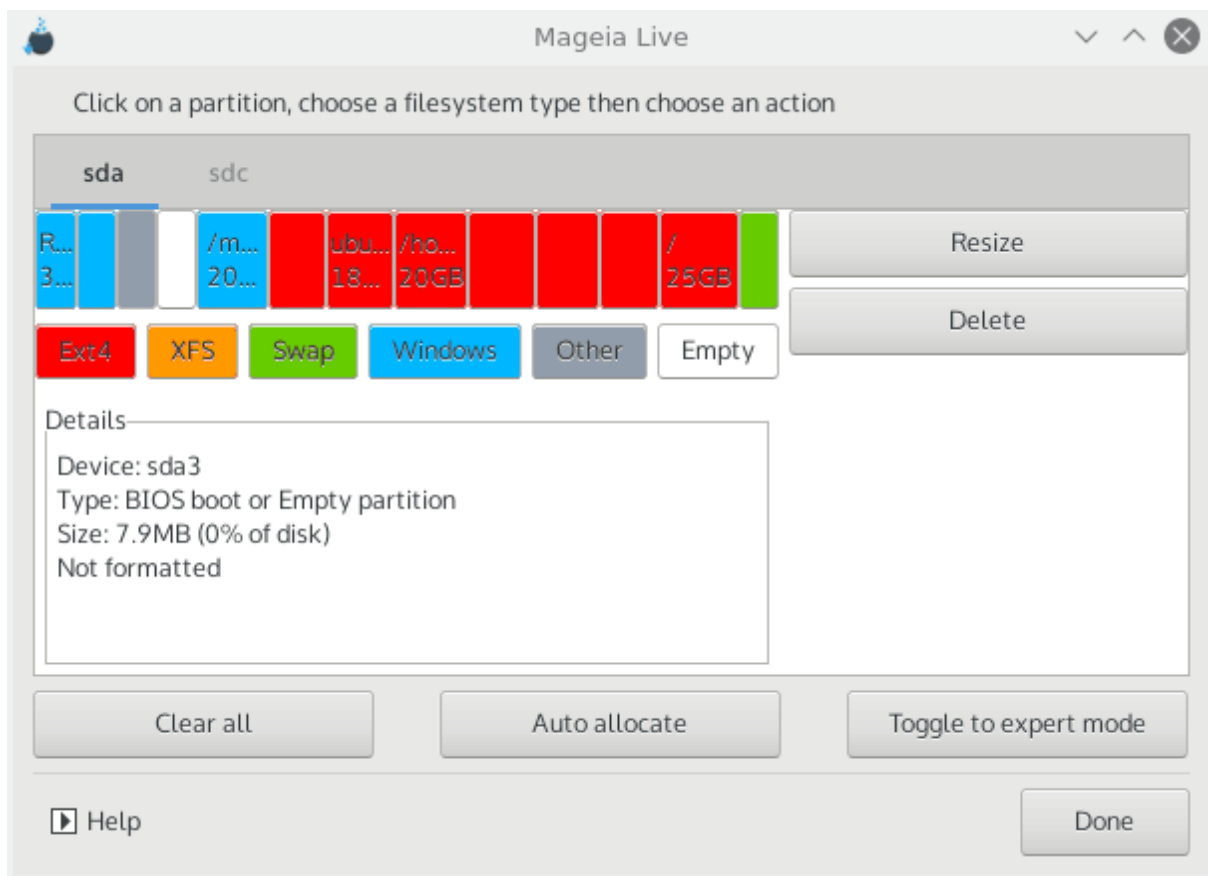 Mageia Live
Click on a partition, choose a filesystem type then choose an action
sda sdc
R... /m... ubu... /ho... /
3... 20... 18... 20GB 25GB
Resize
Delete
Ext4 XFS Swap Windows Other Empty
Details
Device: sda3
Type: BIOS boot or Empty partition
Size: 7.9MB (0% of disk)
Not formatted
Clear all Auto allocate Toggle to expert mode
Help Done